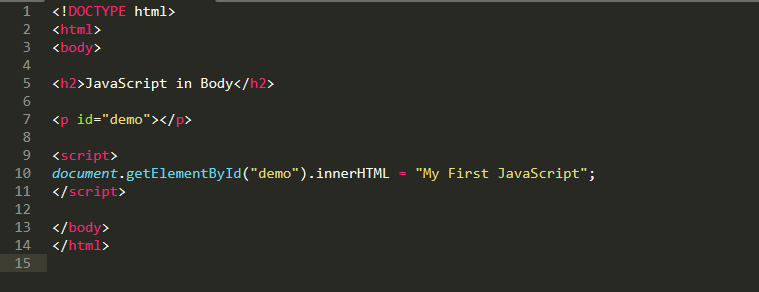 1 <!DOCTYPE html>
2 <html>
3 <body>
4
5 <h2>JavaScript in Body</h2>
6
7 <p id="demo"></p>
8
9 <script>
10 document.getElementById("demo").innerHTML = "My First JavaScript";
11 </script>
12
13 </body>
14 </html>
15